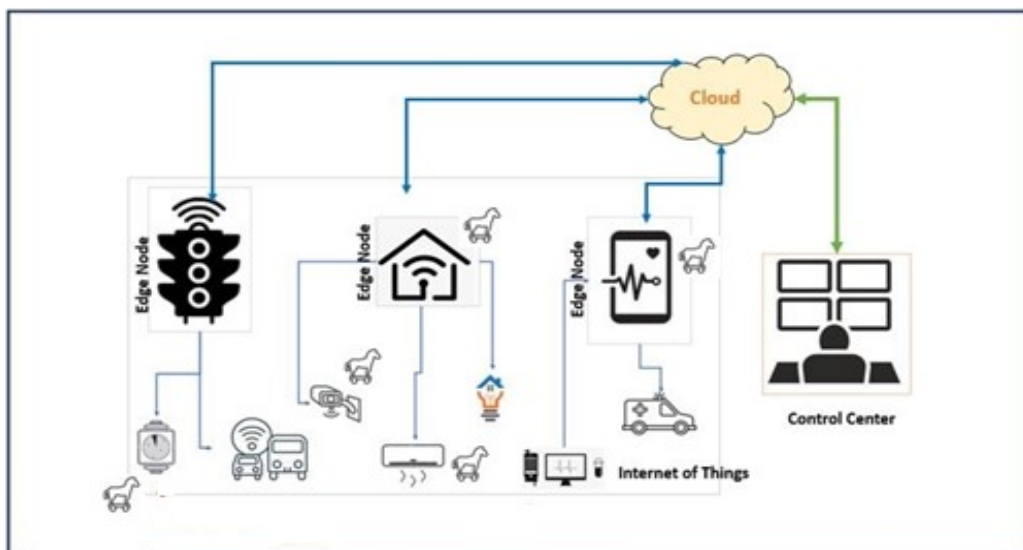 Cloud
Edge Node
Edge Node
Edge Node
Control Center
Internet of Things